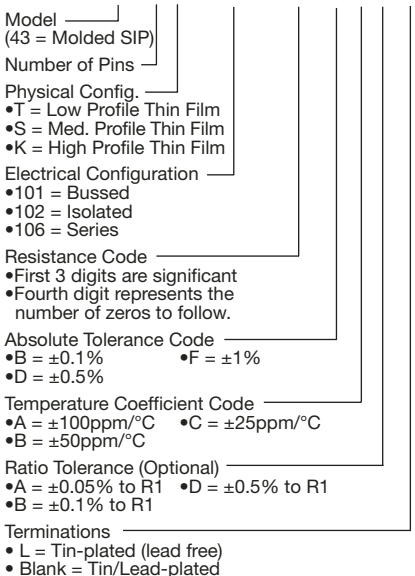 Model
(43 = Molded SIP)
Number of Pins
Physical Config.
•T = Low Profile Thin Film
•S = Med. Profile Thin Film
•K = High Profile Thin Film
Electrical Configuration
•101 = Bussed
•102 = Isolated
•106 = Series
Resistance Code
•First 3 digits are significant
•Fourth digit represents the
number of zeros to follow.
Absolute Tolerance Code
•B = ±0.1% •F = ±1%
•D = ±0.5%
Temperature Coefficient Code
•A = ±100ppm/°C •C = ±25ppm/°C
•B = ±50ppm/°C
Ratio Tolerance (Optional)
•A = ±0.05% to R1 •D = ±0.5% to R1
•B = ±0.1% to R1
Terminations
• L = Tin-plated (lead free)
• Blank = Tin/Lead-plated